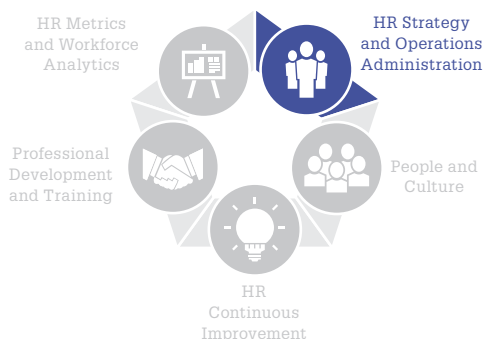 HR Metrics
and Workforce
Analytics
HR Strategy
and Operations
Administration
Professional
Development
and Training
People and
Culture
HR
Continuous
Improvement